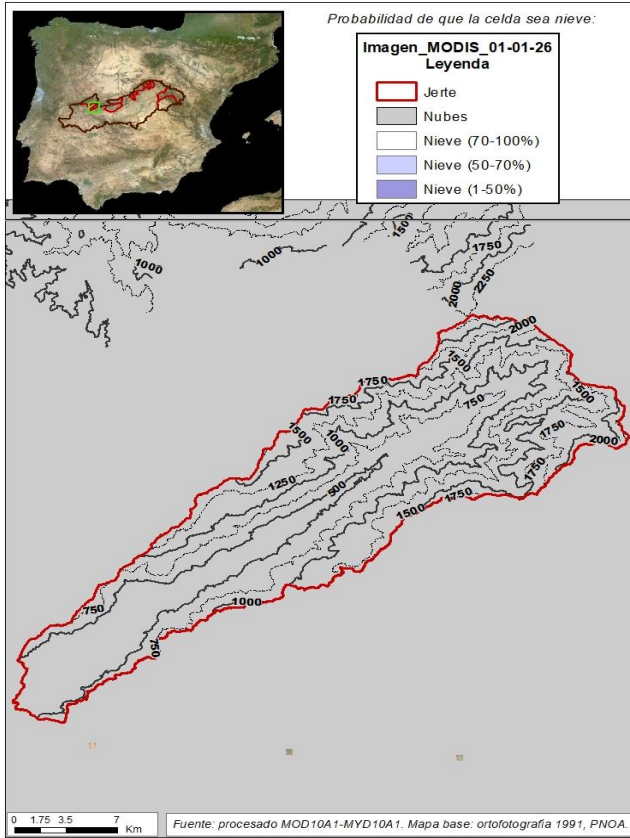 Probabilidad de que la celda sea nieve:
Imagen_MODIS_01-01-26
Leyenda
Jerte
Nubes
Nieve (70-100%)
Nieve (50-70%)
Nieve (1-50%)
1000
1000
1500
1750
2000
2250
2000
1500
1750
1750
750
1500
1750
2000
1500
1000
1250
500
1750
1750
1500
1000
750
750
0 1.75 3.5 7
Km
Fuente: procesado MOD10A1-MYD10A1. Mapa base: ortofotografia 1991, PNOA.